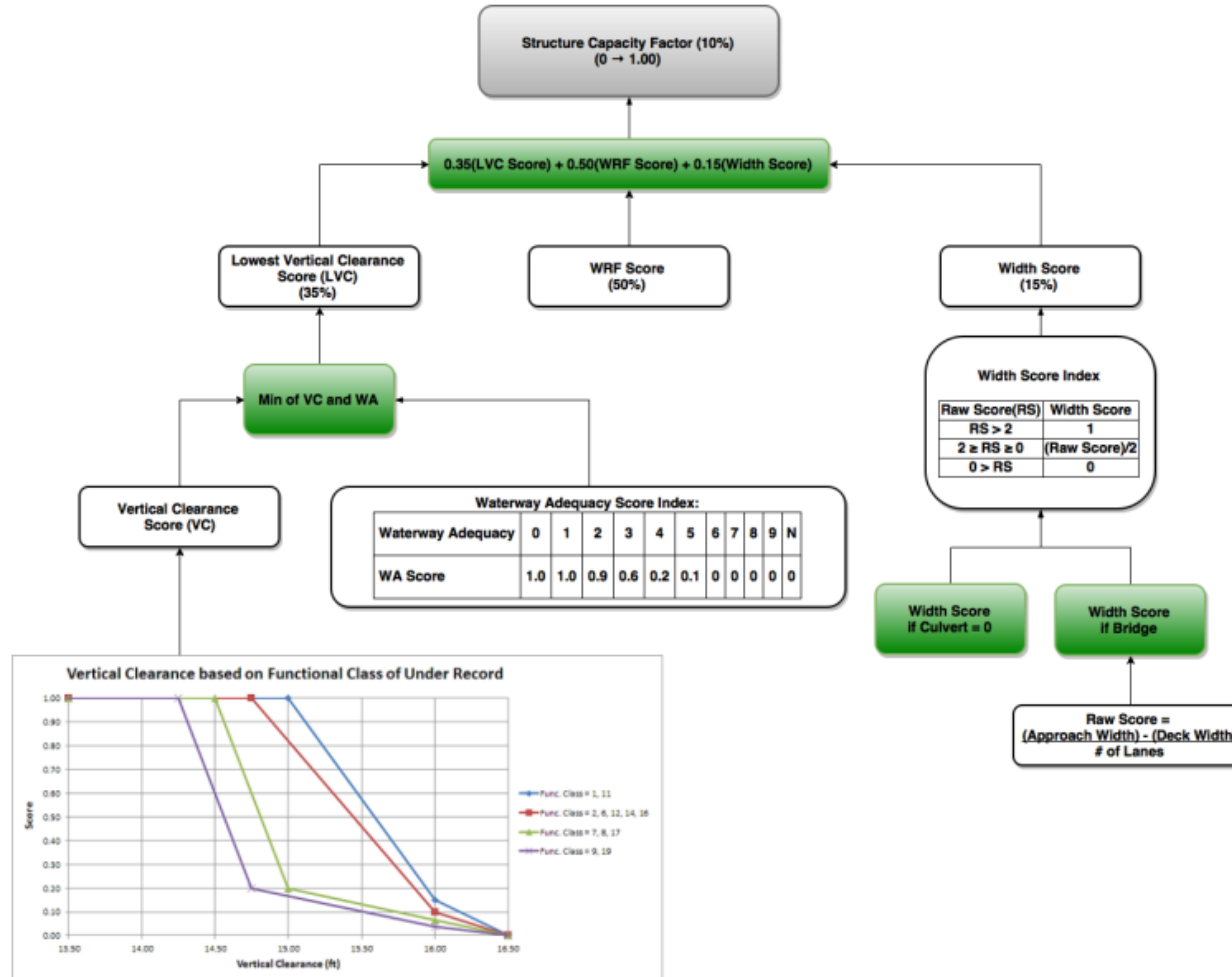 Structure Capacity Factor (10%)
(0 → 1.00)
0.35(LVC Score) + 0.50(WRF Score) + 0.15(Width Score)
Lowest Vertical Clearance
Score (LVC)
(35%)
WRF Score
(50%)
Width Score
(15%)
Min of VC and WA
Width Score Index
Raw Score(RS) Width Score
RS > 2 1
2 ≥ RS ≥ 0 (Raw Score)/2
0 > RS 0
Vertical Clearance
Score (VC)
Waterway Adequacy Score Index:
Waterway Adequacy 0 1 2 3 4 5 6 7 8 9 N
WA Score 1.0 1.0 0.9 0.6 0.2 0.1 0 0 0 0 0
Width Score
if Culvert = 0
Width Score
if Bridge
Raw Score =
(Approach Width) - (Deck Width
# of Lanes
Vertical Clearance based on Functional Class of Under Record
1.00
0.90
0.80
0.70
0.60
0.50
0.40
0.30
0.20
0.10
0.00
Score
13.50 14.00 14.50 15.00 15.50 16.00 16.50
Vertical Clearance (ft)
Func. Class = 1, 11
Func. Class = 2, 6, 12, 14, 16
Func. Class = 7, 8, 17
Func. Class = 9, 19